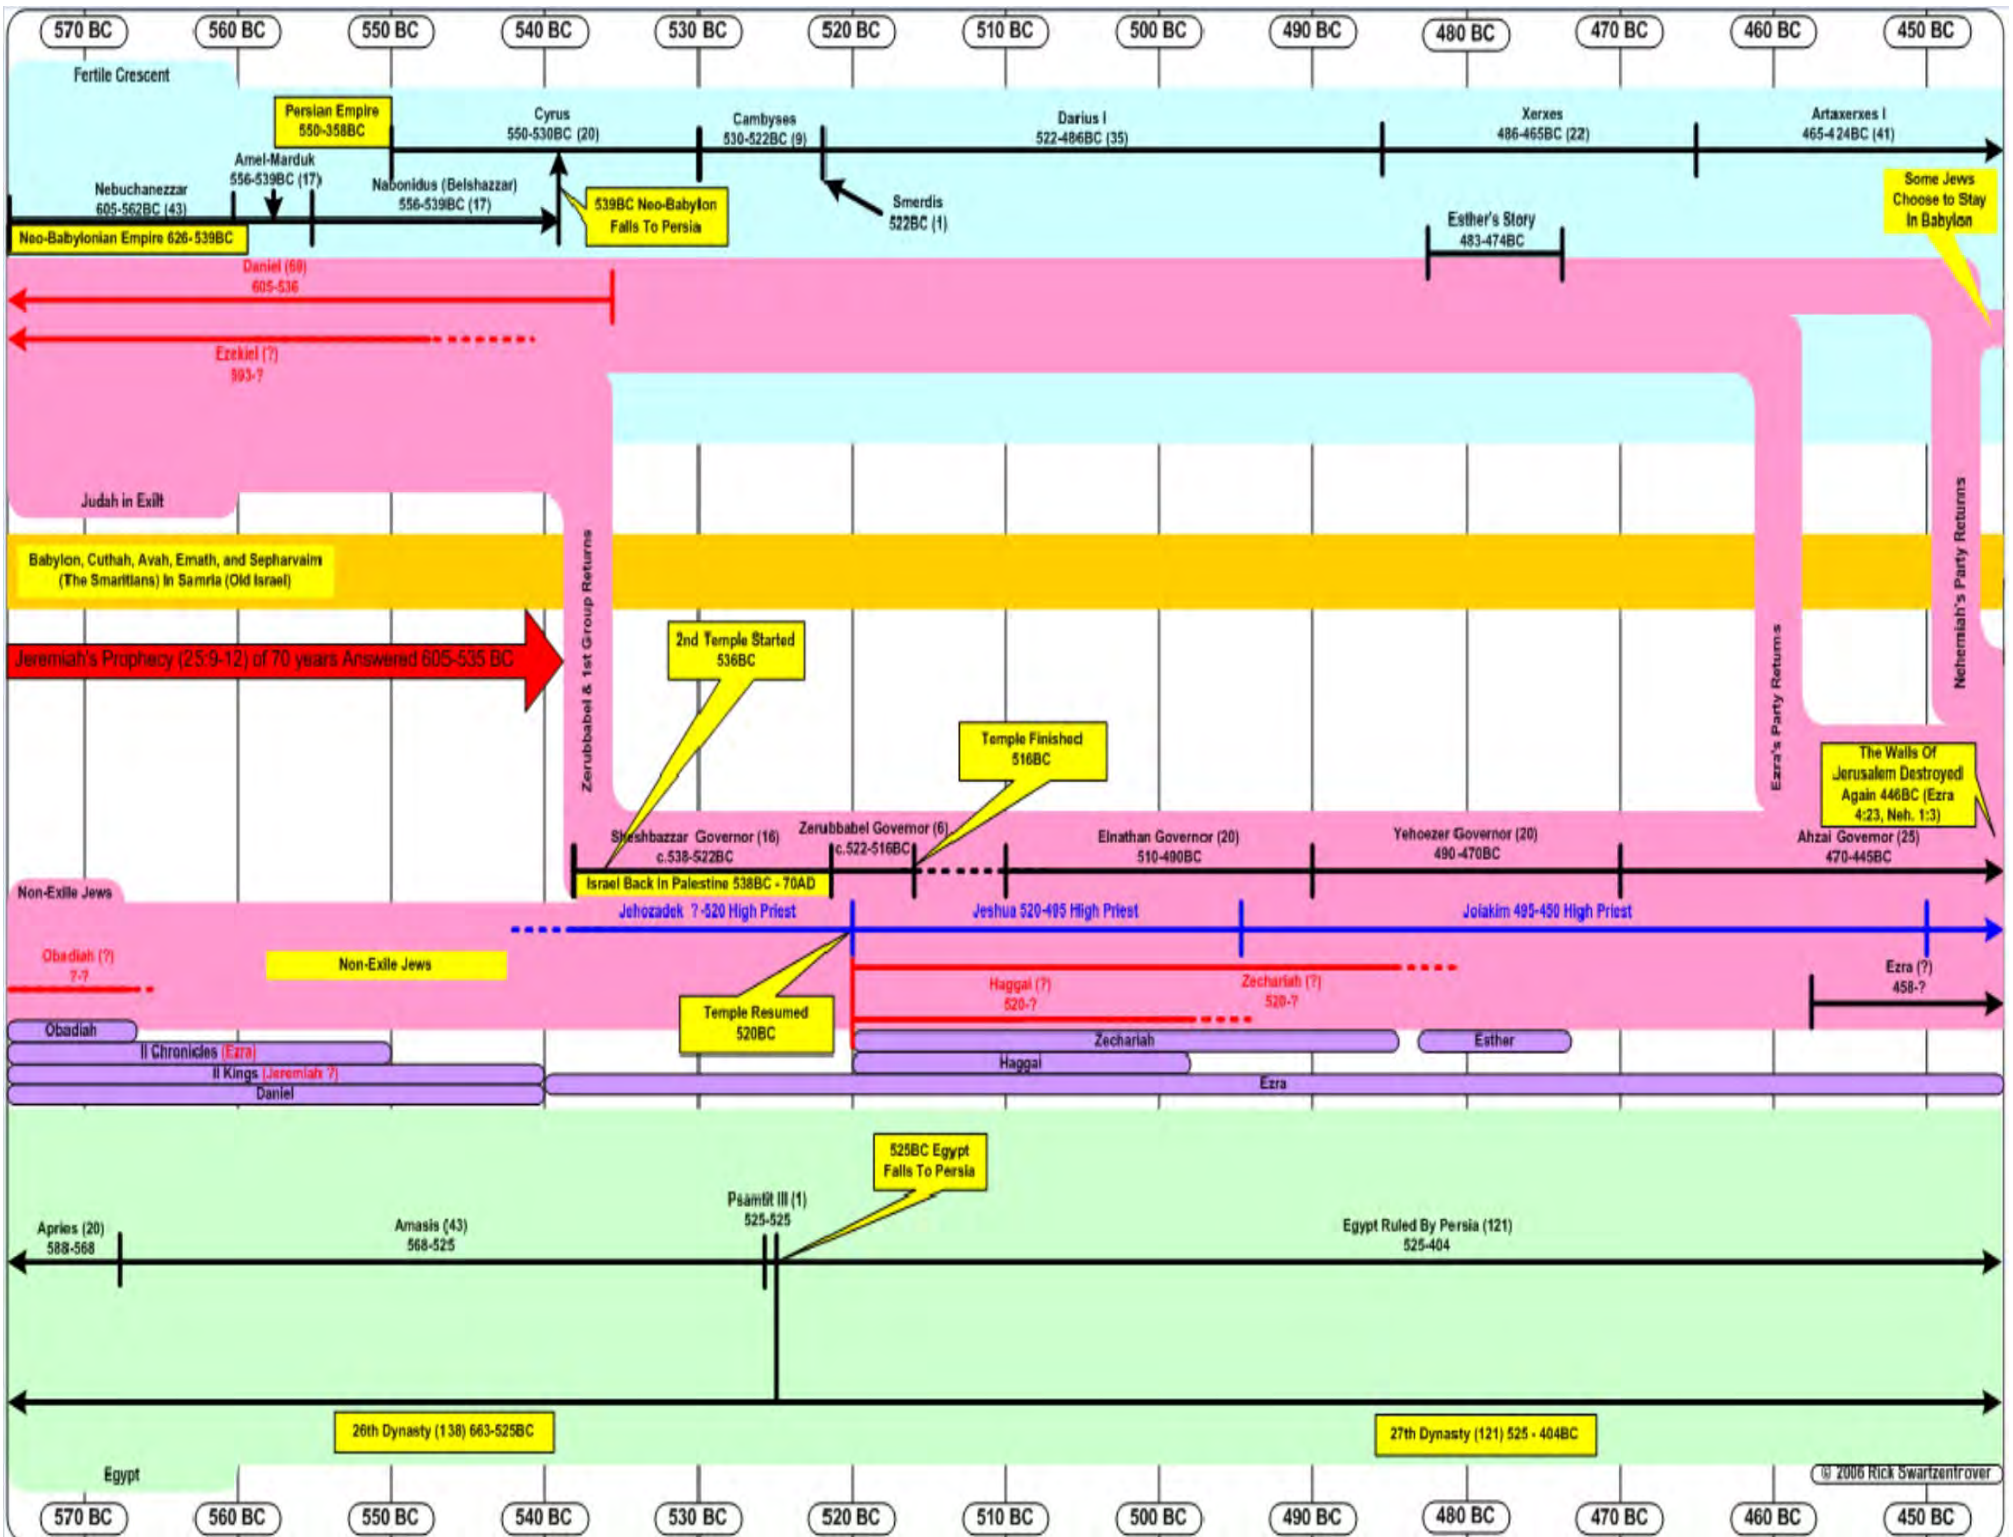 570 BC
560 BC
550 BC
540 BC
530 BC
520 BC
510 BC
500 BC
490 BC
480 BC
470 BC
460 BC
450 BC
Fertile Crescent
Persian Empire
550-358BC
Cyrus
550-530BC (20)
Cambyses
530-522BC (9)
Darius I
522-486BC (35)
Xerxes
486-465BC (22)
Artaxerxes I
465-424BC (41)
Amel-Marduk
556-539BC (17)
Nebuchanezzar
605-562BC (43)
Nabonidus (Belshazzar)
556-539BC (17)
539BC Neo-Babylon
Falls To Persia
Smerdis
522BC (1)
Esther's Story
483-474BC
Some Jews
Choose to Stay
In Babylon
Neo-Babylonian Empire 626-539BC
Daniel (69)
605-536
Ezekiel (?)
593-?
Judah in Exilt
Babylon, Cuthah, Avah, Emath, and Sepharvaim
(The Smaritians) In Samria (Old Israel)
Jeremiah's Prophecy (25:9-12) of 70 years Answered 605-535 BC
Zerubbabel & 1st Group Returns
2nd Temple Started
536BC
Temple Finished
516BC
Ezra's Party Returns
Nehemiah's Party Returns
The Walls Of
Jerusalem Destroyed
Again 446BC (Ezra
4:23, Neh. 1:3)
Sheshbazzar Governor (16)
c.538-522BC
Zerubbabel Governor (6)
c.522-516BC
Elnathan Governor (20)
510-490BC
Yehoezer Governor (20)
490-470BC
Ahzai Governor (25)
470-445BC
Israel Back In Palestine 538BC - 70AD
Non-Exile Jews
Jehozadek ?-520 High Priest
Jeshua 520-495 High Priest
Joiakim 495-450 High Priest
Obadiah (?)
?-?
Non-Exile Jews
Temple Resumed
520BC
Haggai (?)
520-?
Zechariah (?)
520-?
Ezra (?)
458-?
Obadiah
II Chronicles (Ezra)
II Kings (Jeremiah ?)
Daniel
Zechariah
Haggai
Esther
Ezra
525BC Egypt
Falls To Persia
Apries (20)
588-568
Amasis (43)
568-525
Psamtit III (1)
525-525
Egypt Ruled By Persia (121)
525-404
26th Dynasty (138) 663-525BC
27th Dynasty (121) 525 - 404BC
Egypt
© 2006 Rick Swartzentrover
570 BC
560 BC
550 BC
540 BC
530 BC
520 BC
510 BC
500 BC
490 BC
480 BC
470 BC
460 BC
450 BC